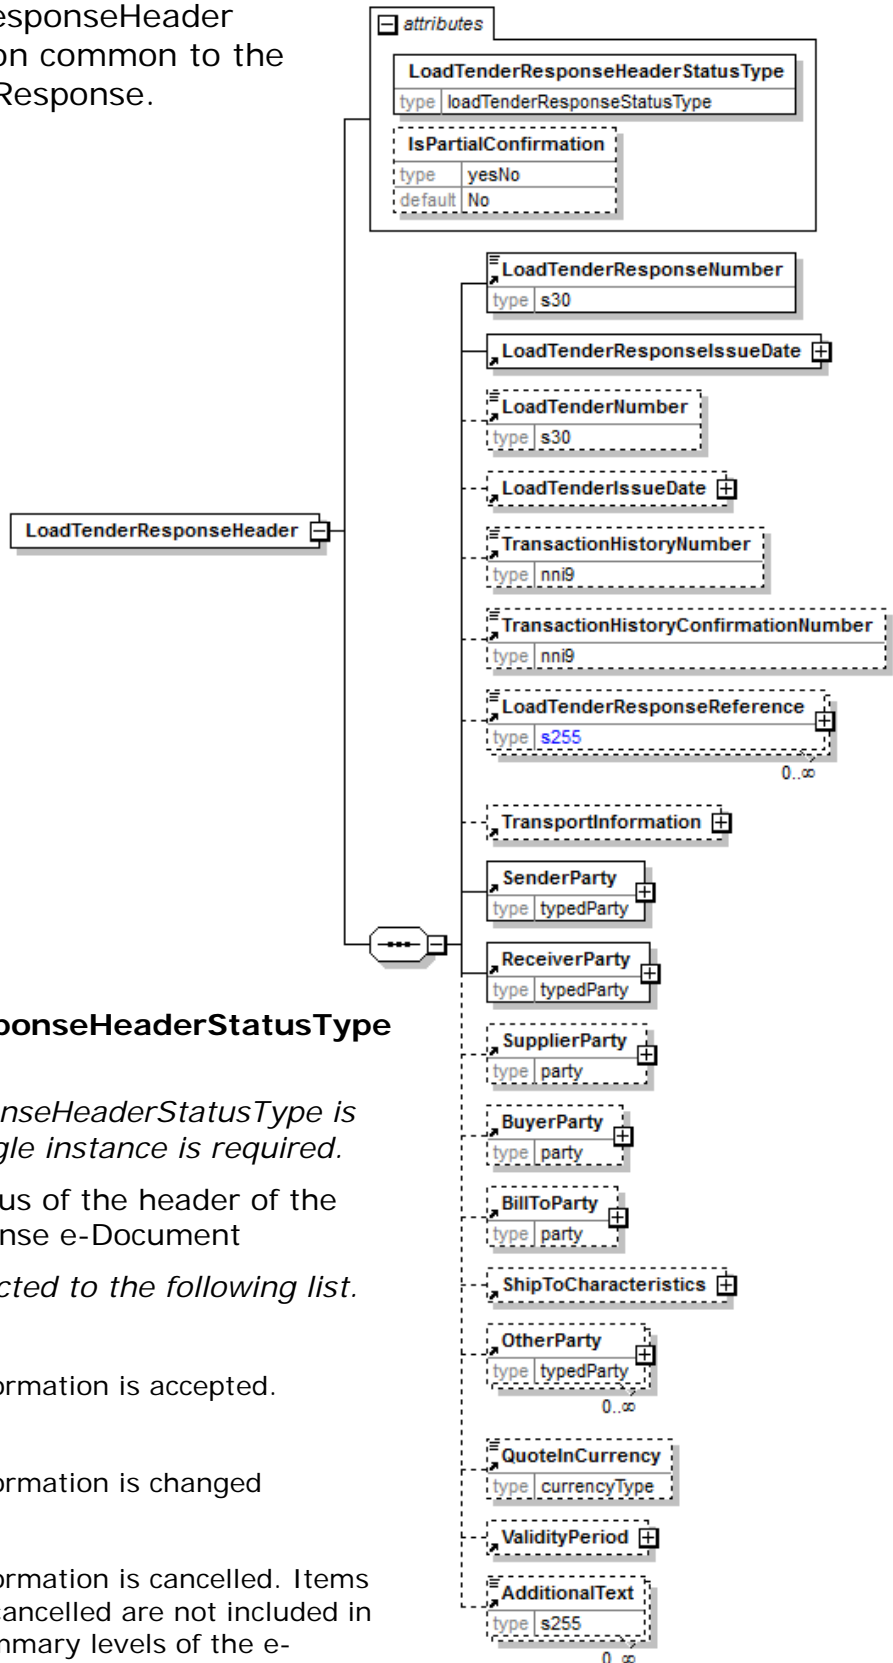 esponseHeader
on common to the
Response.
attributes
LoadTenderResponseHeaderStatusType
type loadTenderResponseStatusType
IsPartialConfirmation
type yesNo
default No
LoadTenderResponseNumber
type s30
LoadTenderResponseIssueDate
LoadTenderNumber
type s30
LoadTenderIssueDate
LoadTenderResponseHeader
TransactionHistoryNumber
type nni9
TransactionHistoryConfirmationNumber
type nni9
LoadTenderResponseReference
type s255
0..∞
TransportInformation
SenderParty
type typedParty
ReceiverParty
type typedParty
SupplierParty
type party
BuyerParty
type party
BillToParty
type party
ShipToCharacteristics
OtherParty
type typedParty
0..∞
QuoteInCurrency
type currencyType
ValidityPeriod
AdditionalText
type s255
0..∞
ponseHeaderStatusType
onseHeaderStatusType is
gle instance is required.
us of the header of the
nse e-Document
cted to the following list.
ormation is accepted.
ormation is changed
ormation is cancelled. Items
cancelled are not included in
mmary levels of the e-